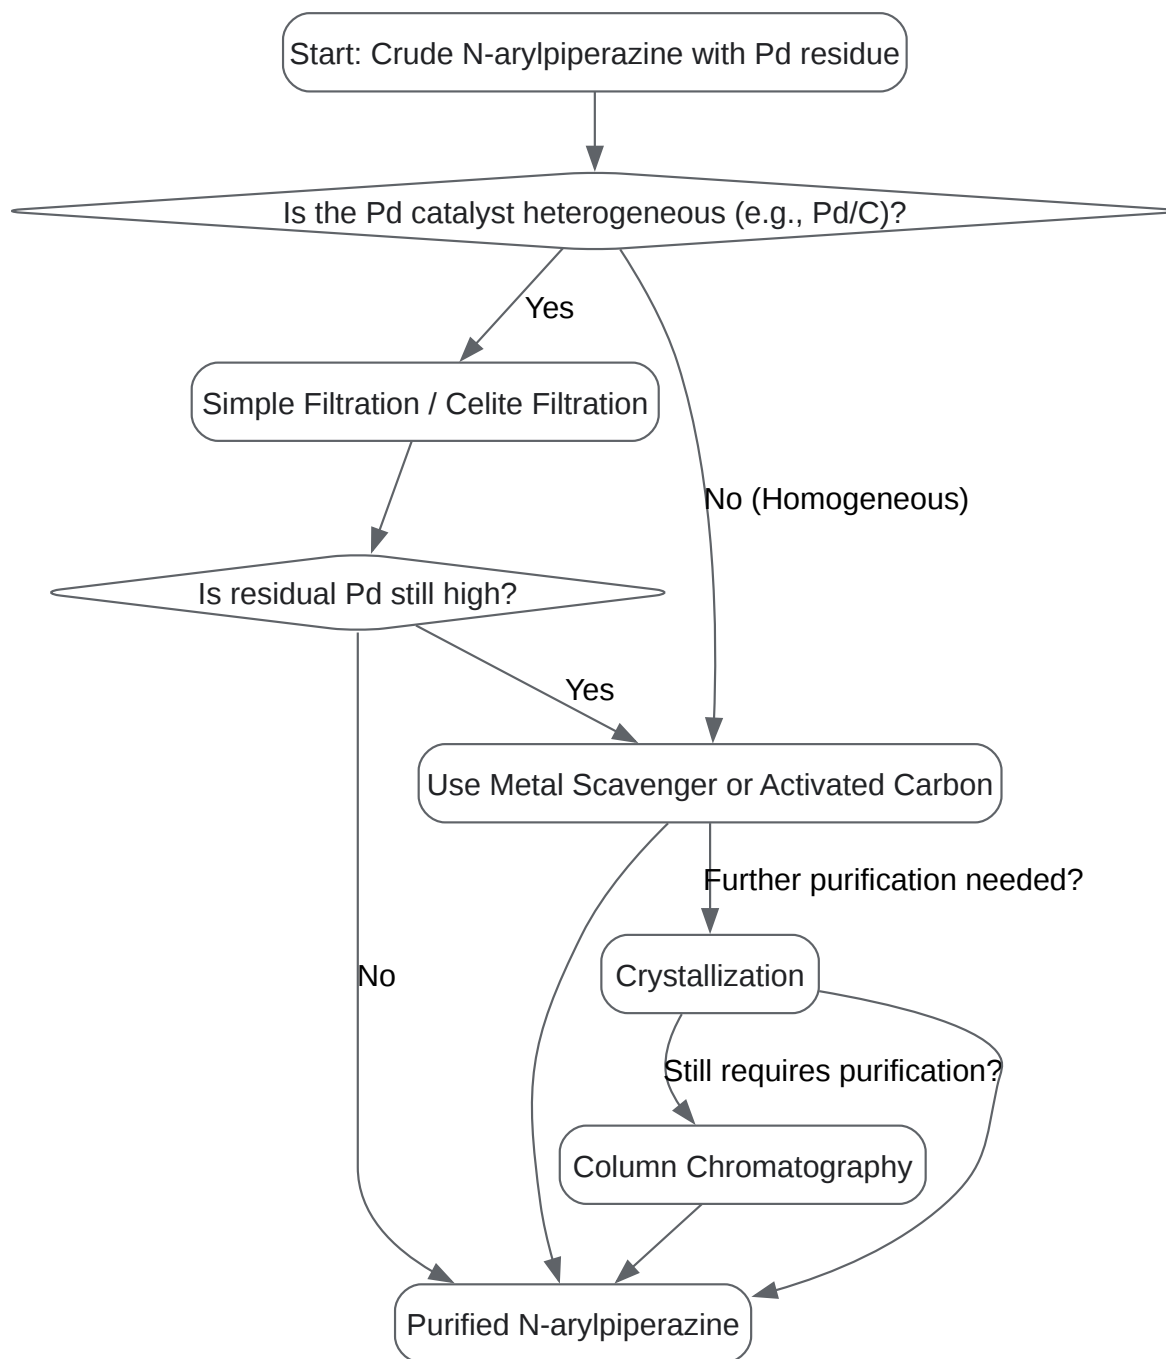 Start: Crude N-arylpiperazine with Pd residue
Is the Pd catalyst heterogeneous (e.g., Pd/C)?
Yes
Simple Filtration / Celite Filtration
No (Homogeneous)
Is residual Pd still high?
Yes
Use Metal Scavenger or Activated Carbon
Further purification needed?
No
Crystallization
Still requires purification?
Column Chromatography
Purified N-arylpiperazine